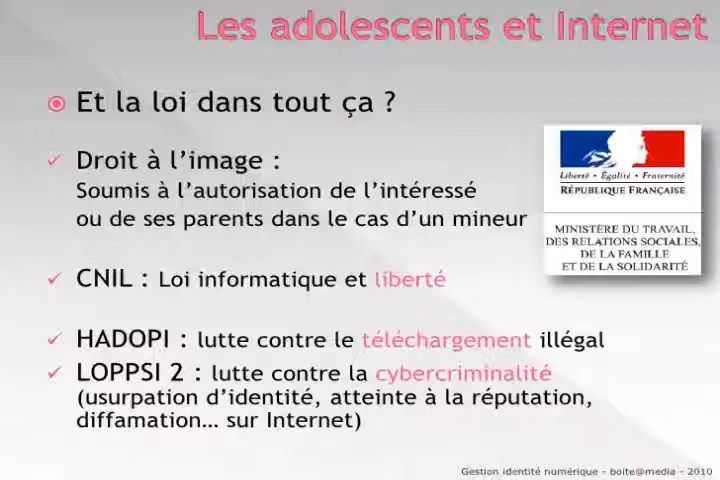 Les adolescents et Internet
Et la loi dans tout ça ?
Droit à l'image :
Soumis à l'autorisation de l'intéressé
ou de ses parents dans le cas d'un mineur
Liberté • Égalité • Fraternité
RÉPUBLIQUE FRANÇAISE
MINISTÈRE DU TRAVAIL,
DES RELATIONS SOCIALES,
DE LA FAMILLE
ET DE LA SOLIDARITÉ
CNIL : Loi informatique et liberté
HADOPI : lutte contre le téléchargement illégal
LOPPSI 2 : lutte contre la cybercriminalité
(usurpation d'identité, atteinte à la réputation,
diffamation… sur Internet)
Gestion identité numérique - boite@media - 2010